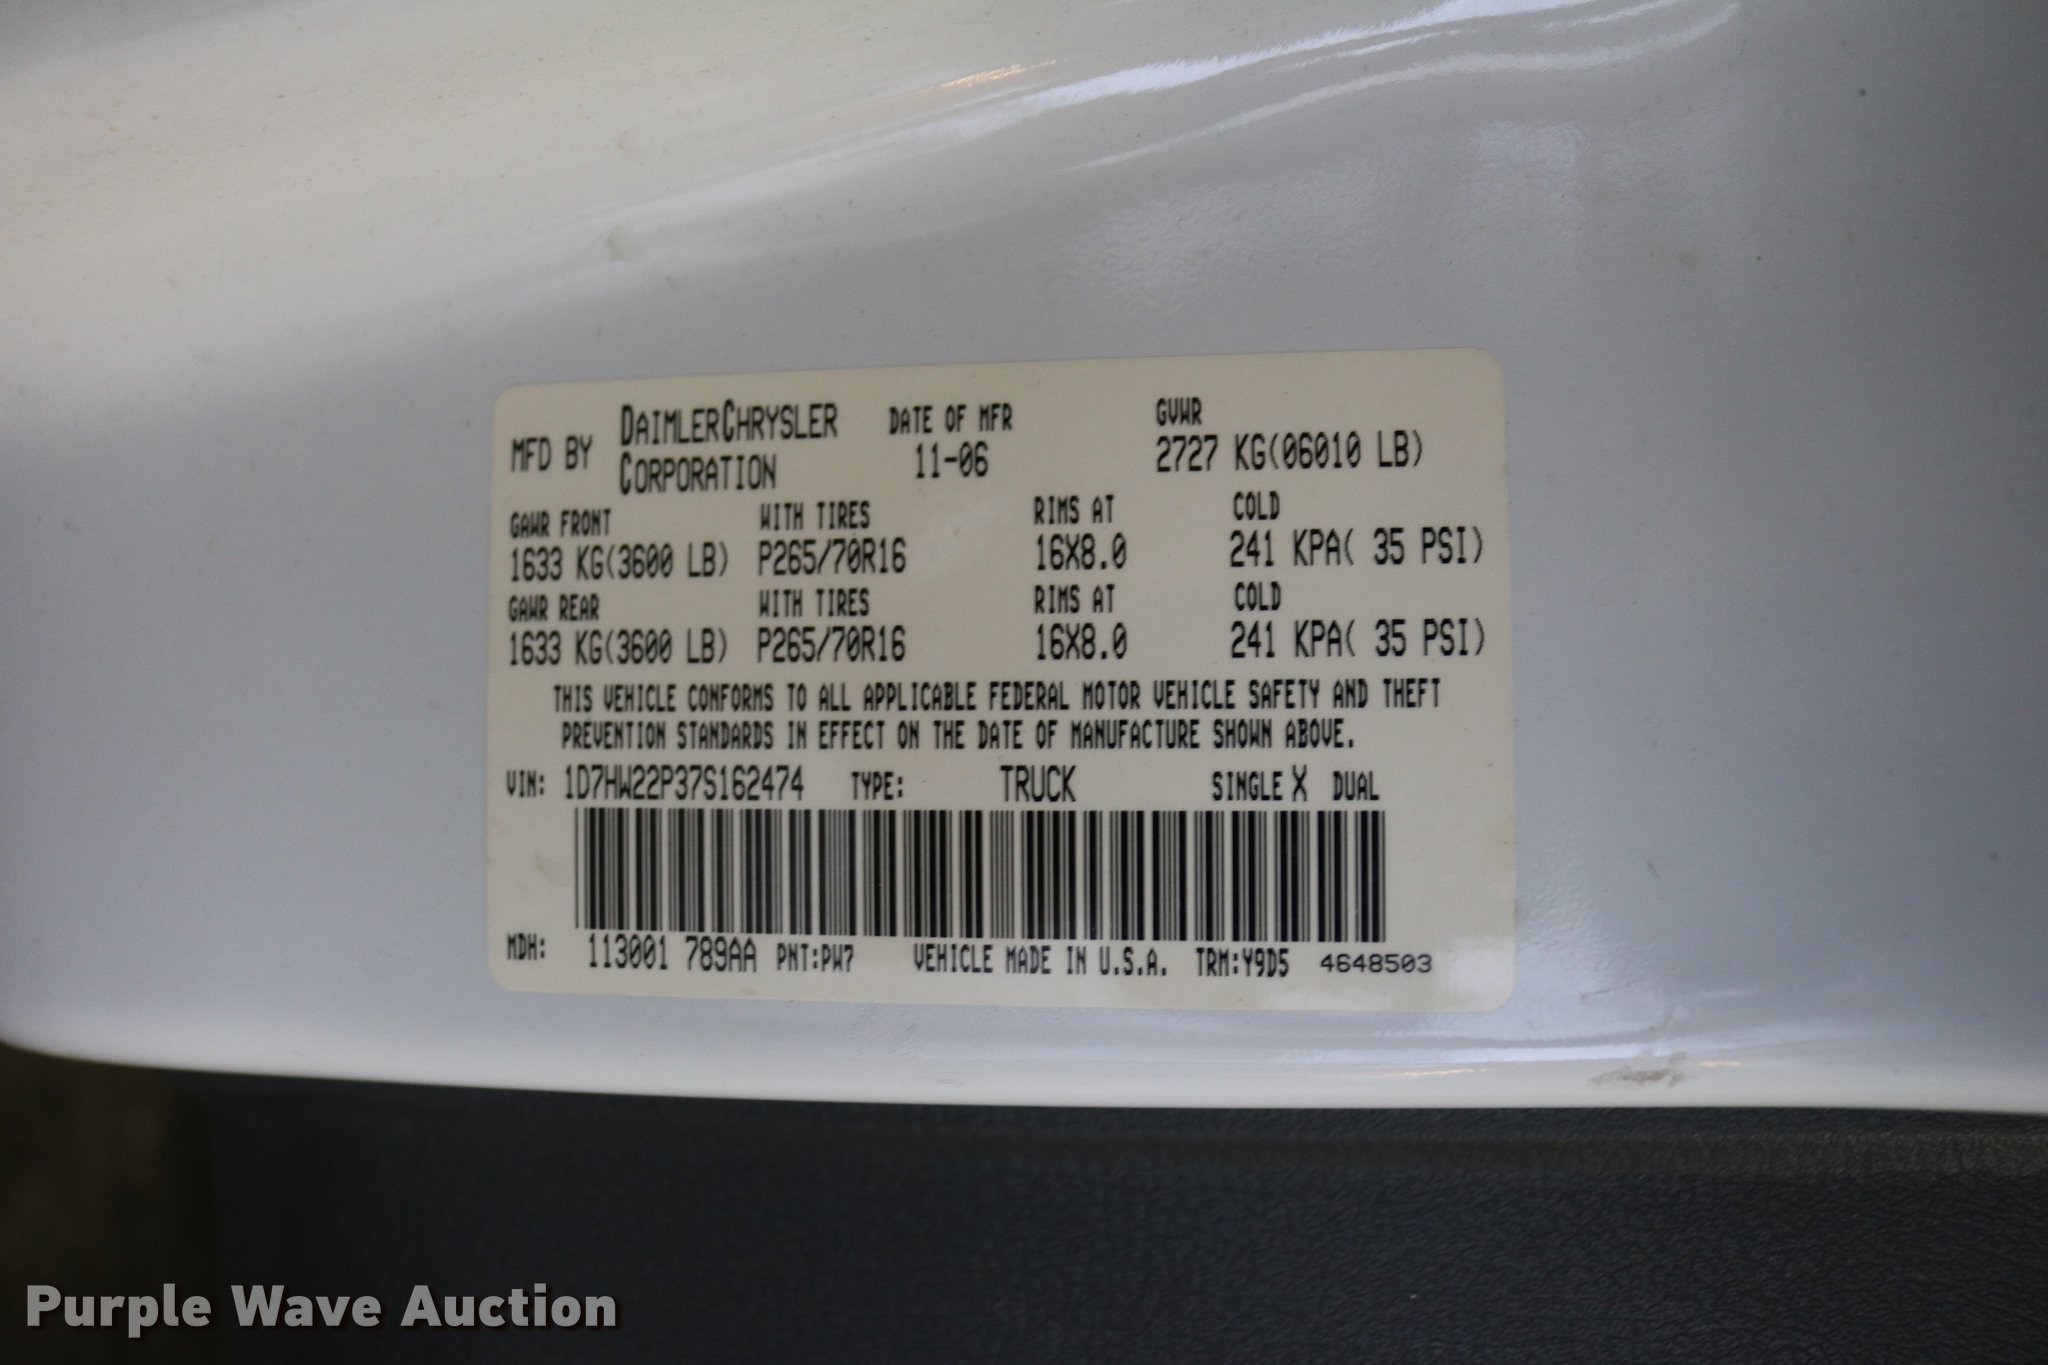 MFD BY DAIMLERCHRYSLER CORPORATION
DATE OF MFR
11-06
GVWR
2727 KG(06010 LB)
GAWR FRONT WITH TIRES RIMS AT COLD
1633 KG(3600 LB) P265/70R16 16X8.0 241 KPA( 35 PSI)
GAWR REAR WITH TIRES RIMS AT COLD
1633 KG(3600 LB) P265/70R16 16X8.0 241 KPA( 35 PSI)
THIS VEHICLE CONFORMS TO ALL APPLICABLE FEDERAL MOTOR VEHICLE SAFETY AND THEFT
PREVENTION STANDARDS IN EFFECT ON THE DATE OF MANUFACTURE SHOWN ABOVE.
VIN: 1D7HW22P37S162474 TYPE: TRUCK SINGLE X DUAL
MDH: 113001 789AA PNT:PW7 VEHICLE MADE IN U.S.A. TRM:Y9D5 4648503
Purple Wave Auction